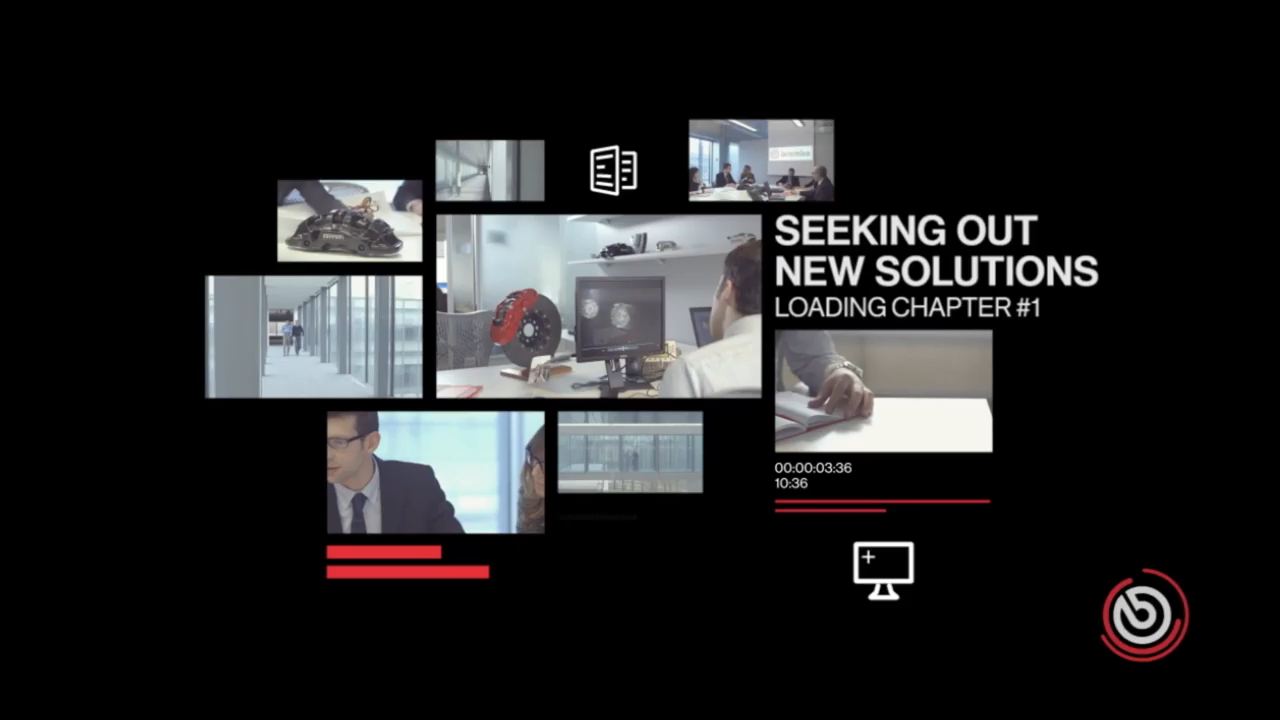 SEEKING OUT
NEW SOLUTIONS
LOADING CHAPTER #1
00:00:03:36
10:36